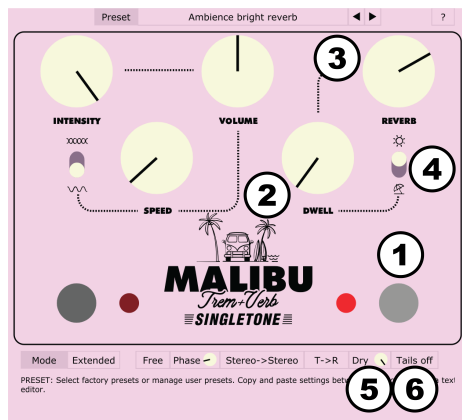 Preset Ambience bright reverb ?
3
INTENSITY VOLUME REVERB
4
2
SPEED DWELL
1
MALIBU
Trem+Verb
SINGLETONE
Mode Extended Free Phase Stereo->Stereo T->R Dry Tails off
PRESET: Select factory presets or manage user presets. Copy and paste settings text
editor.
5 6